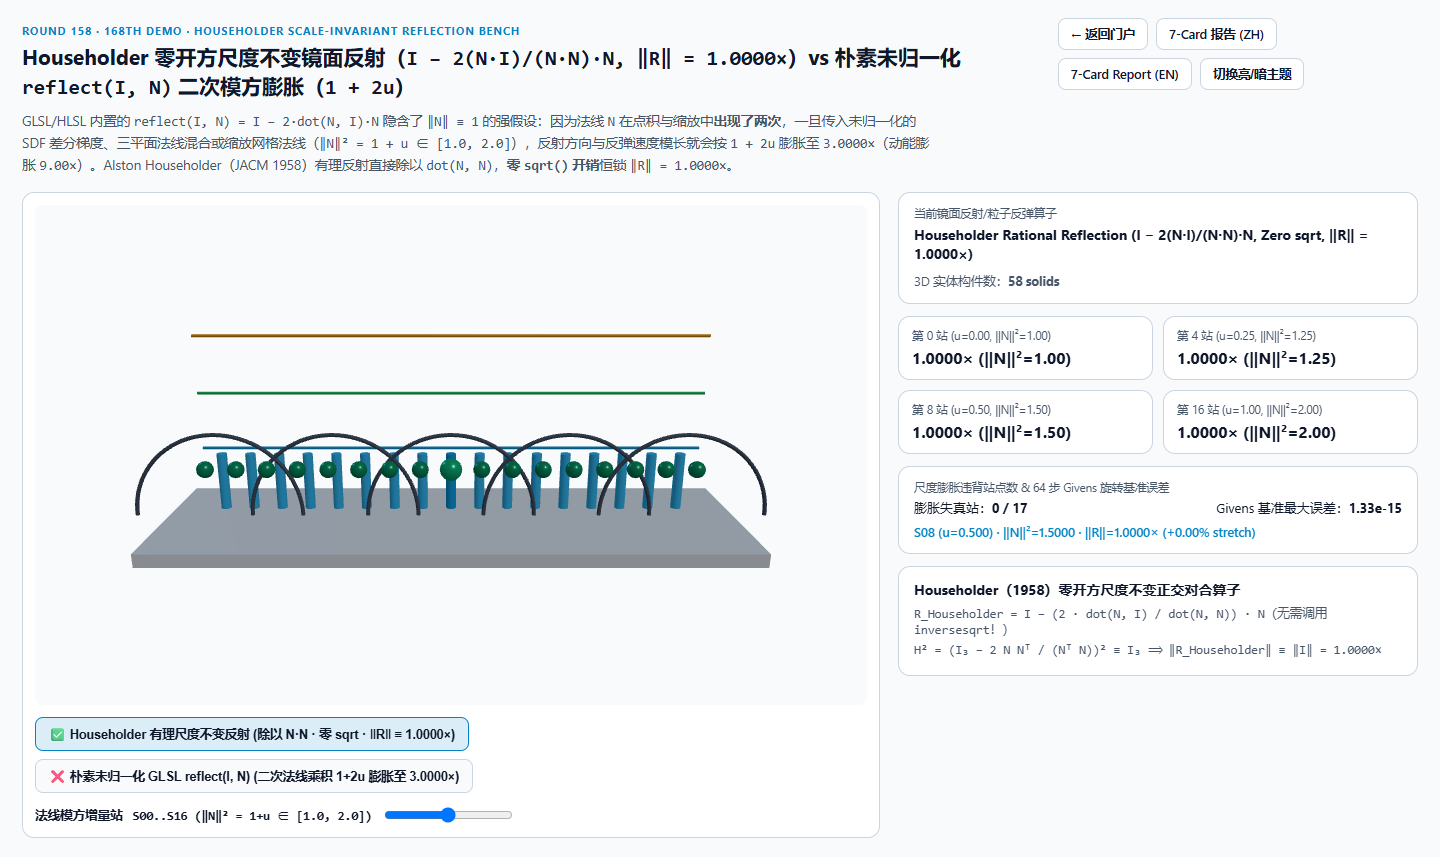 ROUND 158 · 168TH DEMO · HOUSEHOLDER SCALE-INVARIANT REFLECTION BENCH
Householder 零开方尺度不变镜面反射（I − 2(N·I)/(N·N)·N, ‖R‖ = 1.0000×）vs 朴素未归一化
reflect(I, N) 二次模方膨胀（1 + 2u）
GLSL/HLSL 内置的 reflect(I, N) = I − 2·dot(N, I)·N 隐含了 ‖N‖ ≡ 1 的强假设：因为法线 N 在点积与缩放中出现了两次，一旦传入未归一化的
SDF 差分梯度、三平面法线混合或缩放网格法线（‖N‖² = 1 + u ∈ [1.0, 2.0]），反射方向与反弹速度模长就会按 1 + 2u 膨胀至 3.0000×（动能膨
胀 9.00×）。Alston Householder（JACM 1958）有理反射直接除以 dot(N, N)，零 sqrt() 开销恒锁 ‖R‖ ≡ 1.0000×。
← 返回门户
7-Card 报告 (ZH)
7-Card Report (EN)
切换亮/暗主题
✅ Householder 有理尺度不变反射 (除以 N·N · 零 sqrt · ‖R‖ ≡ 1.0000×)
❌ 朴素未归一化 GLSL reflect(I, N) (二次法线乘积 1+2u 膨胀至 3.0000×)
法线模方增量站 S00..S16 (‖N‖² = 1+u ∈ [1.0, 2.0])
当前镜面反射/粒子反弹算子
Householder Rational Reflection (I − 2(N·I)/(N·N)·N, Zero sqrt, ||R|| =
1.0000×)
3D 实体构件数：58 solids
第 0 站 (u=0.00, ||N||²=1.00)
1.0000× (||N||²=1.00)
第 4 站 (u=0.25, ||N||²=1.25)
1.0000× (||N||²=1.25)
第 8 站 (u=0.50, ||N||²=1.50)
1.0000× (||N||²=1.50)
第 16 站 (u=1.00, ||N||²=2.00)
1.0000× (||N||²=2.00)
尺度膨胀违背站点数 & 64 步 Givens 旋转基准误差
膨胀失真站：0 / 17
Givens 基准最大误差：1.33e-15
S08 (u=0.500) · ||N||²=1.5000 · ||R||=1.0000× (+0.00% stretch)
Householder（1958）零开方尺度不变正交对合算子
R_Householder = I − (2 · dot(N, I) / dot(N, N)) · N（无需调用
inversesqrt！）
H² = (I₃ − 2 N Nᵀ / (Nᵀ N))² ≡ I₃ ⟹ ‖R_Householder‖ ≡ ‖I‖ = 1.0000×